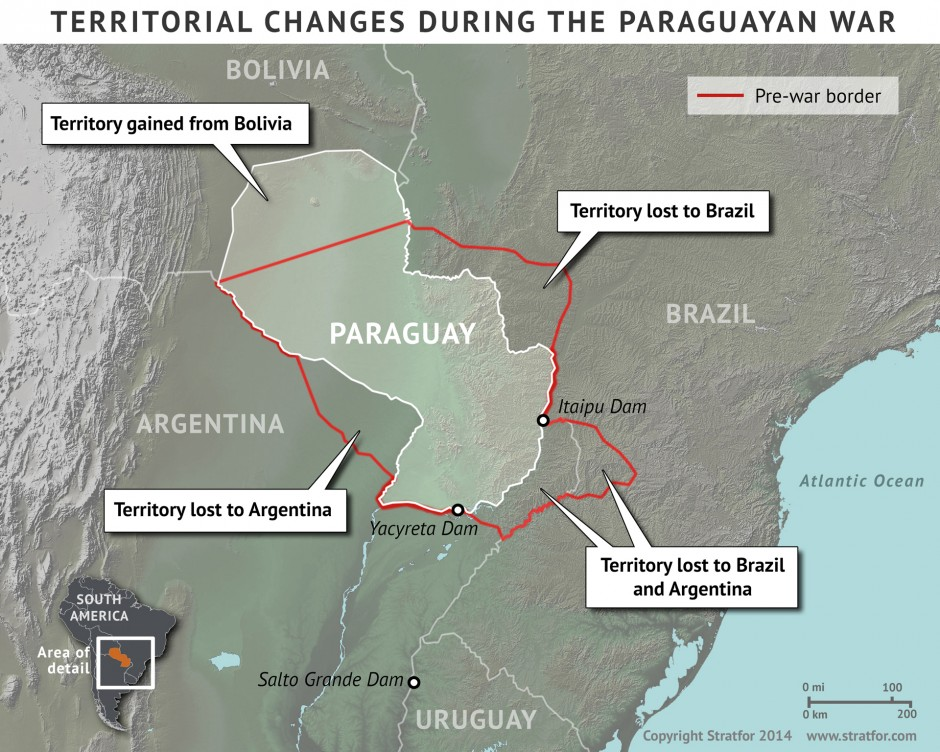 TERRITORIAL CHANGES DURING THE PARAGUAYAN WAR
BOLIVIA
Pre-war border
Territory gained from Bolivia
Territory lost to Brazil
BRAZIL
PARAGUAY
ARGENTINA
Itaipu Dam
Atlantic Ocean
Territory lost to Argentina
Yacyreta Dam
Territory lost to Brazil
and Argentina
SOUTH
AMERICA
Area of
detail
Salto Grande Dam
URUGUAY
0 mi 100
0 km 200
Copyright Stratfor 2014 www.stratfor.com